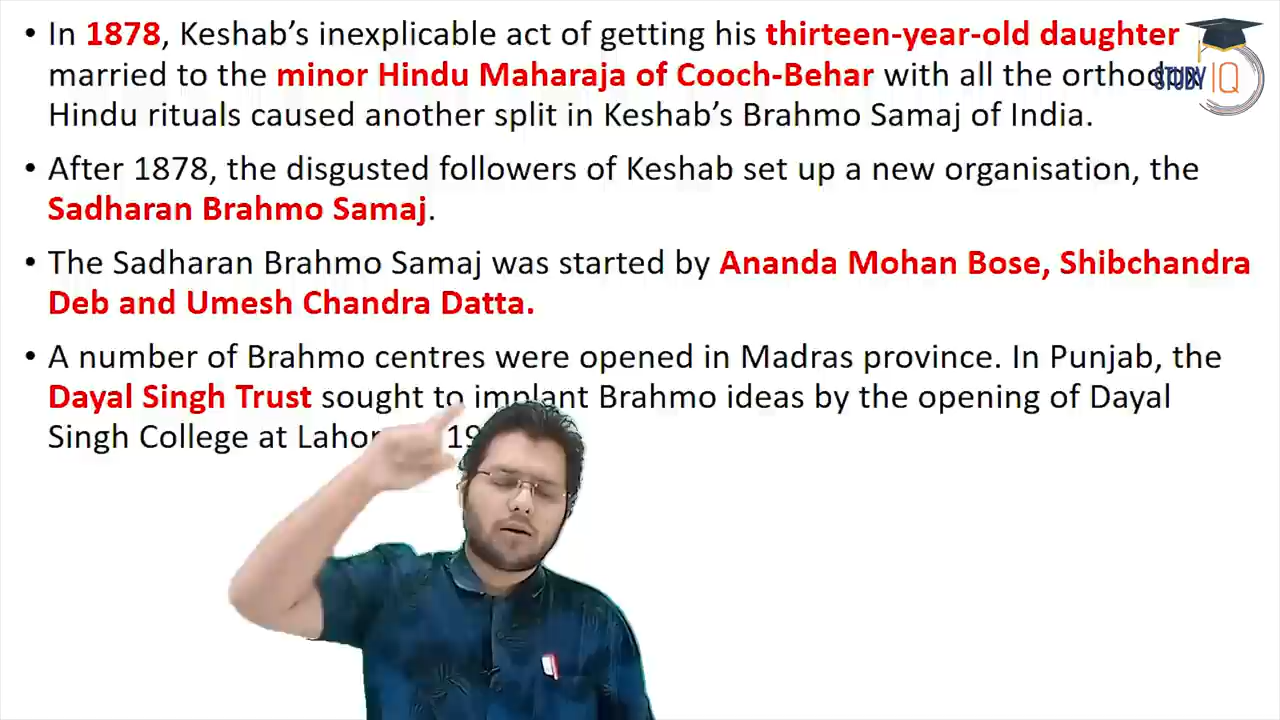 • In 1878, Keshab's inexplicable act of getting his thirteen-year-old daughter
married to the minor Hindu Maharaja of Cooch-Behar with all the orthodox
Hindu rituals caused another split in Keshab's Brahmo Samaj of India.
• After 1878, the disgusted followers of Keshab set up a new organisation, the
Sadharan Brahmo Samaj.
• The Sadharan Brahmo Samaj was started by Ananda Mohan Bose, Shibchandra
Deb and Umesh Chandra Datta.
• A number of Brahmo centres were opened in Madras province. In Punjab, the
Dayal Singh Trust sought to implant Brahmo ideas by the opening of Dayal
Singh College at
STUDY IQ